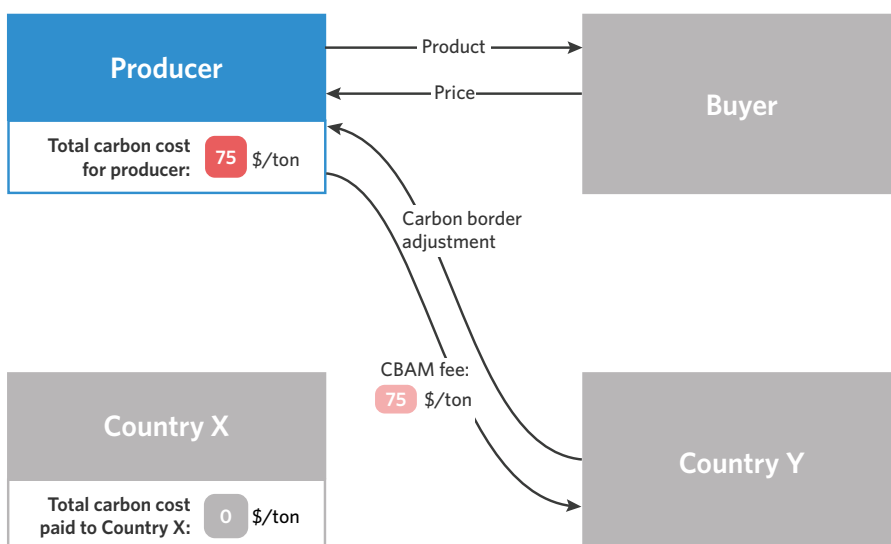 Producer
Total carbon cost
for producer:
75 $/ton
Product
Price
Buyer
Carbon border
adjustment
CBAM fee:
75 $/ton
Country X
Total carbon cost
paid to Country X:
0 $/ton
Country Y